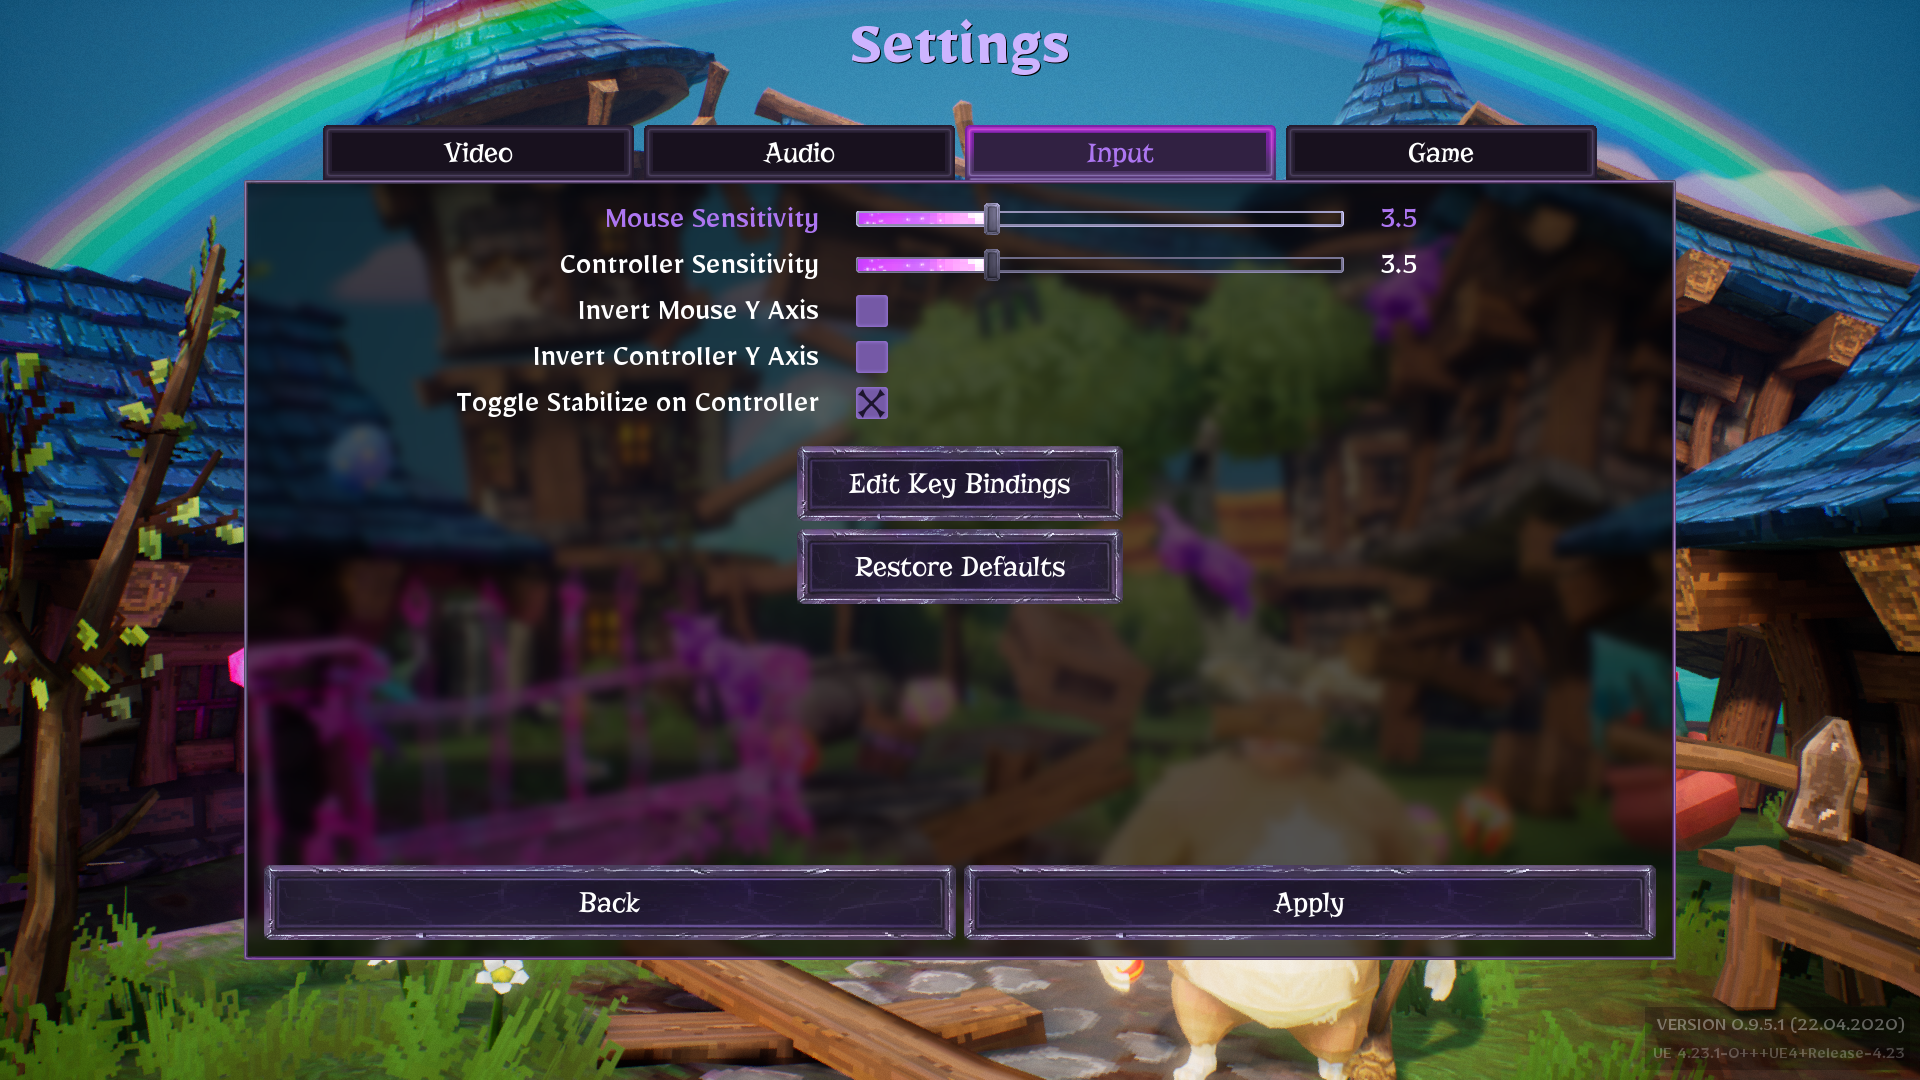 Settings
Video
Audio
Input
Game
Mouse Sensitivity 3.5
Controller Sensitivity 3.5
Invert Mouse Y Axis
Invert Controller Y Axis
Toggle Stabilize on Controller
Edit Key Bindings
Restore Defaults
Back
Apply
VERSION 0.9.5.1 (22.04.2020)
UE 4.23.1-0+++UE4+Release-4.23